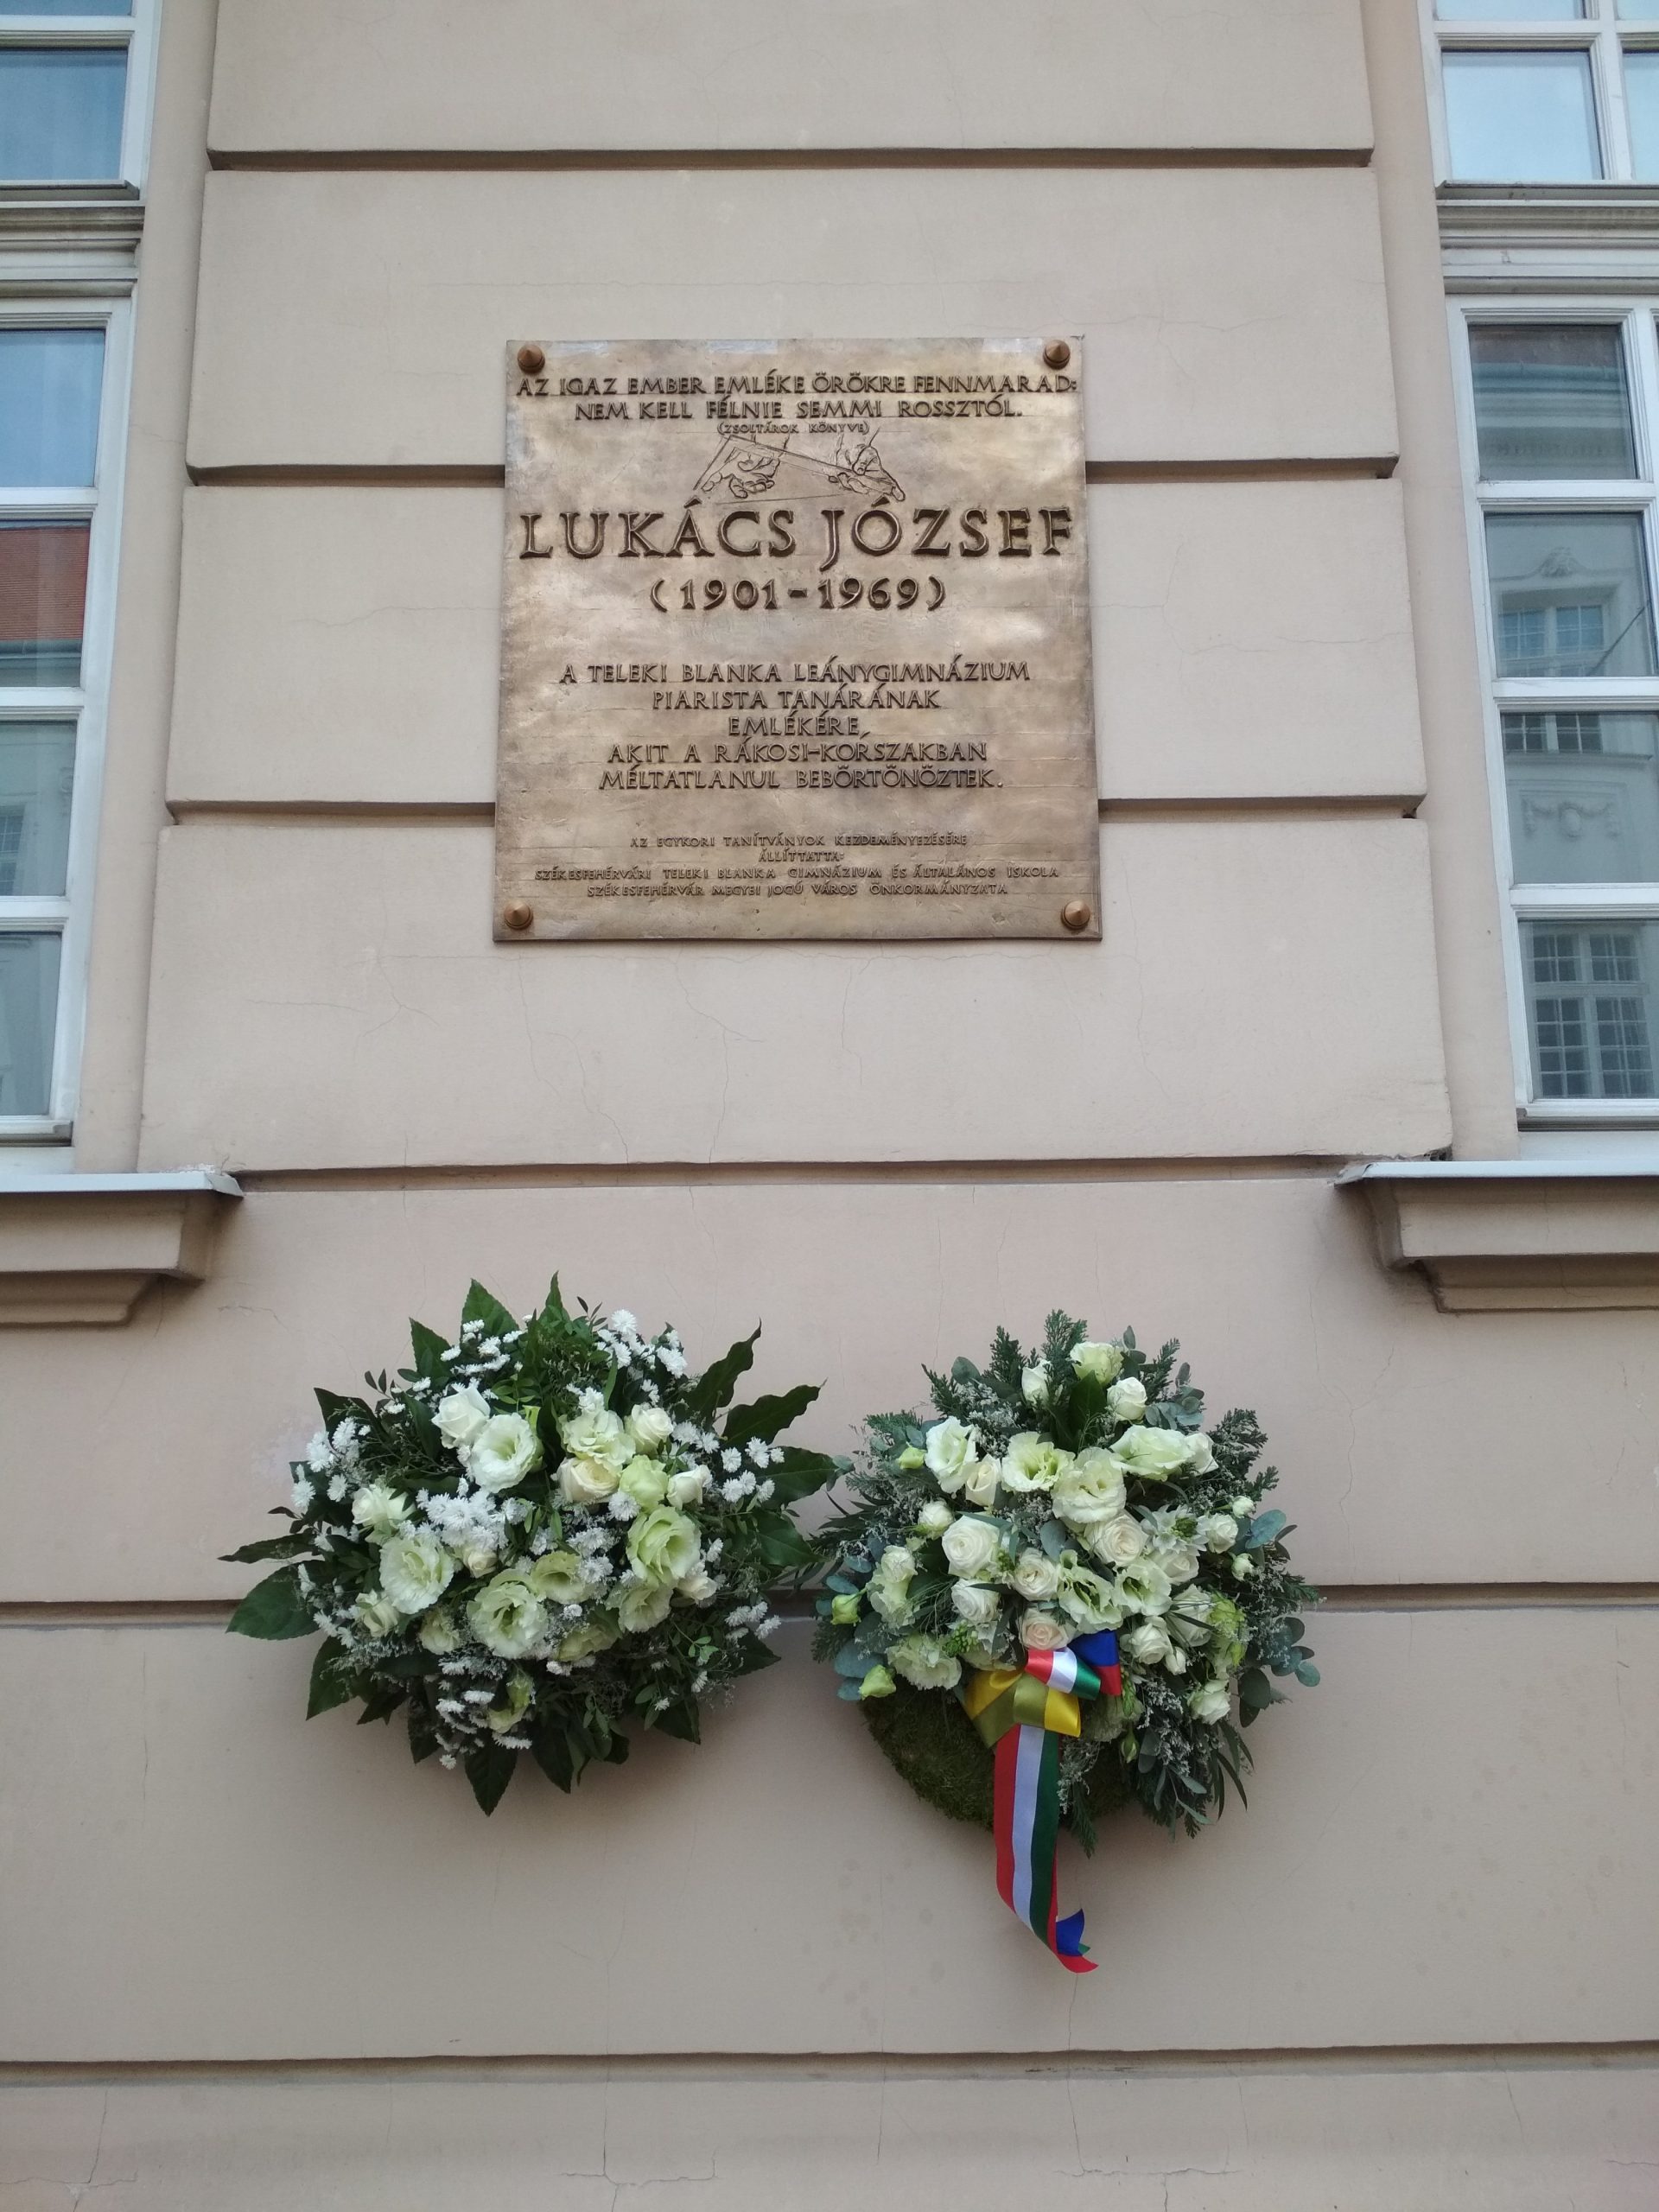 AZ IGAZ EMBER EMLÉKE ÖRÖKRE FENNMARAD:
NEM KELL FÉLNIE SEMMI ROSSZTÓL.
(ZSOLTÁROK KÖNYVE)
LUKÁCS JÓZSEF
(1901-1969)
A TELEKI BLANKA LEÁNYGIMNÁZIUM
PIARISTA TANÁRÁNAK
EMLÉKÉRE,
AKIT A RÁKOSI-KORSZAKBAN
MÉLTATLANUL BEBÖRTÖNÖZTEK.
AZ EGYKORI TANÍTVÁNYOK KEZDEMÉNYEZÉSÉRE
ÁLLÍTTATTA:
SZÉKESFEHÉRVÁRI TELEKI BLANKA GIMNÁZIUM ÉS ÁLTALÁNOS ISKOLA
SZÉKESFEHÉRVÁR MEGYEI JOGÚ VÁROS ÖNKORMÁNYZATA